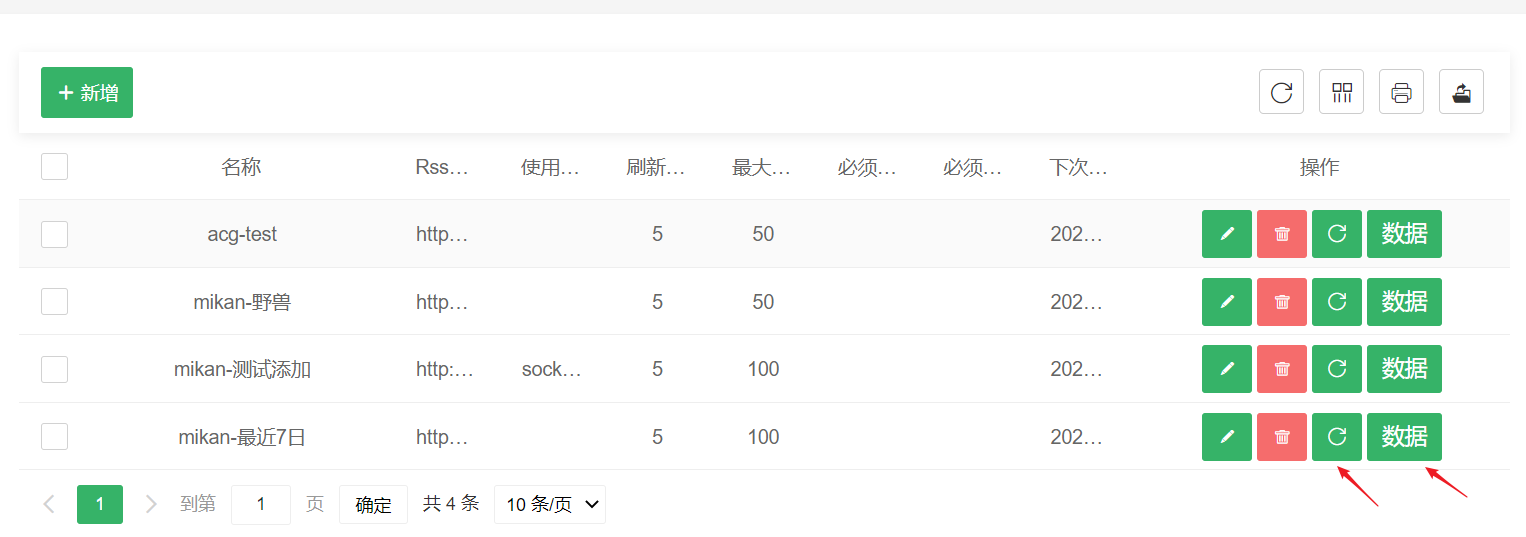 + 新增
名称 Rss… 使用… 刷新… 最大… 必须… 必须… 下次… 操作
acg-test http… 5 50 202… 数据
mikan-野兽 http… 5 50 202… 数据
mikan-测试添加 http:… sock… 5 100 202… 数据
mikan-最近7日 http… 5 100 202… 数据
1 到第 1 页 确定 共 4 条 10 条/页